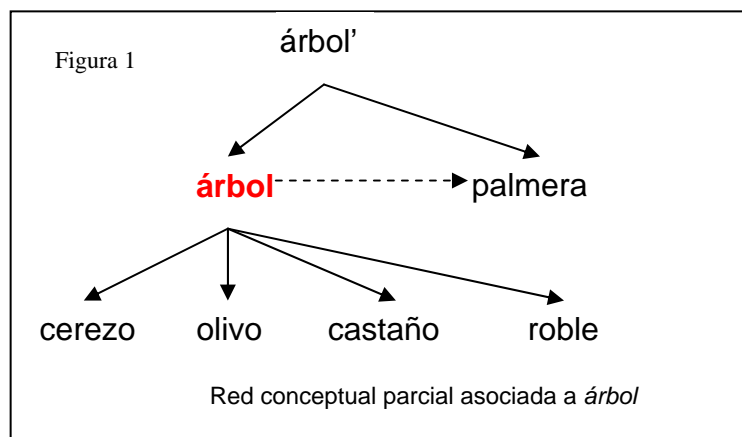 árbol’
Figura 1
árbol palmera
cerezo olivo castaño roble
Red conceptual parcial asociada a árbol